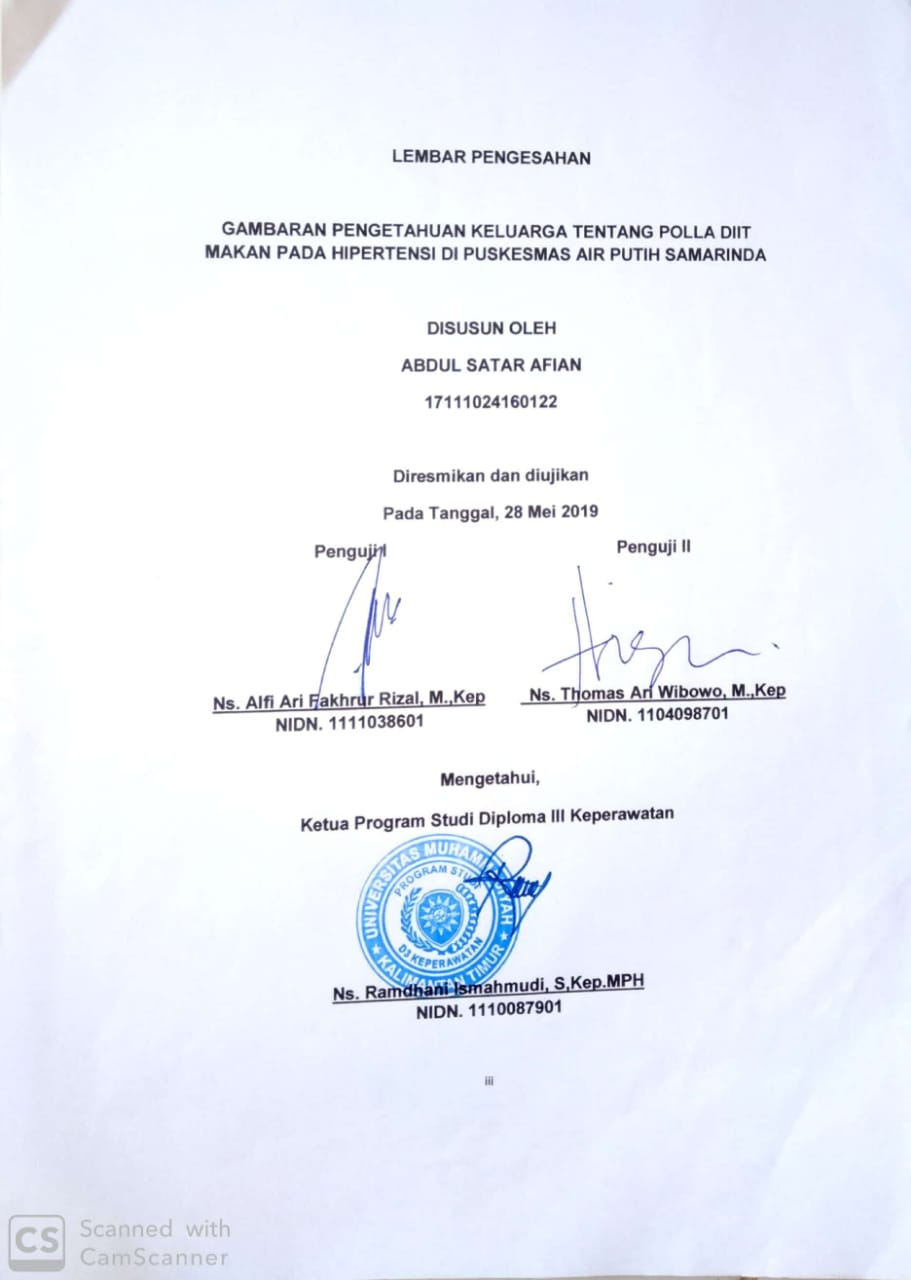 LEMBAR PENGESAHAN
GAMBARAN PENGETAHUAN KELUARGA TENTANG POLLA DIIT
MAKAN PADA HIPERTENSI DI PUSKESMAS AIR PUTIH SAMARINDA
DISUSUN OLEH
ABDUL SATAR AFIAN
17111024160122
Diresmikan dan diujikan
Pada Tanggal, 28 Mei 2019
Penguji I
Penguji II
Ns. Alfi Ari Fakhrur Rizal, M.,Kep
NIDN. 1111038601
Ns. Thomas Ari Wibowo, M.,Kep
NIDN. 1104098701
Mengetahui,
Ketua Program Studi Diploma III Keperawatan
UNIVERSITAS MUHAMMADIYAH
PROGRAM STUDI
D3 KEPERAWATAN
KALIMANTAN TIMUR
Ns. Ramdhani Ismahmudi, S,Kep.MPH
NIDN. 1110087901
iii
CS
Scanned with
CamScanner